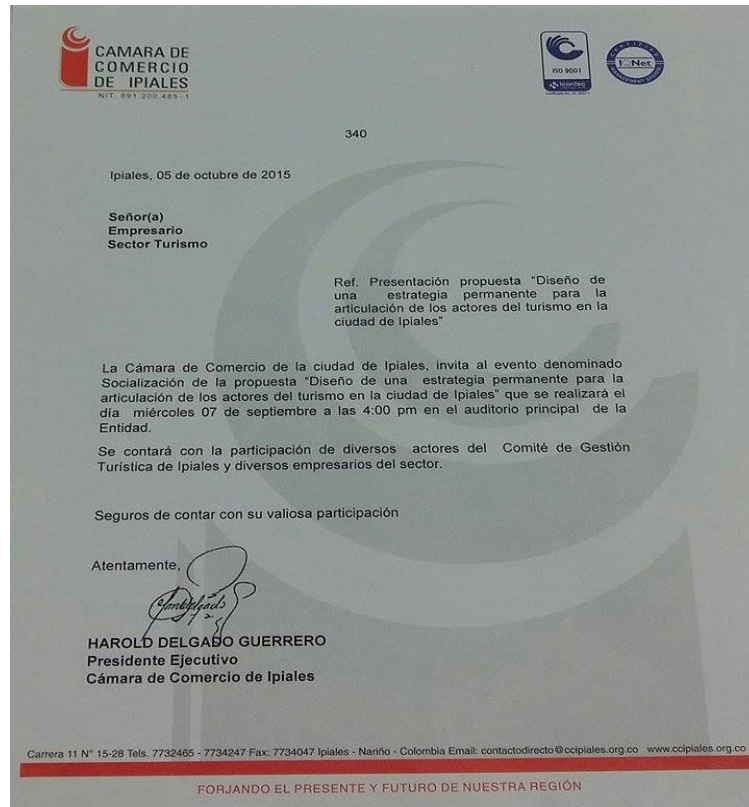 CAMARA DE
COMERCIO
DE IPIALES
NIT. 891.200.485-1
ISO 9001
icontec
CERTIFIED
IQNet
MANAGEMENT SYSTEM
340
Ipiales, 05 de octubre de 2015
Señor(a)
Empresario
Sector Turismo
Ref. Presentación propuesta “Diseño de
una estrategia permanente para la
articulación de los actores del turismo en la
ciudad de Ipiales”
La Cámara de Comercio de la ciudad de Ipiales, invita al evento denominado
Socialización de la propuesta “Diseño de una estrategia permanente para la
articulación de los actores del turismo en la ciudad de Ipiales” que se realizará el
día miércoles 07 de septiembre a las 4:00 pm en el auditorio principal de la
Entidad.
Se contará con la participación de diversos actores del Comité de Gestión
Turística de Ipiales y diversos empresarios del sector.
Seguros de contar con su valiosa participación
Atentamente,
HAROLD DELGADO GUERRERO
Presidente Ejecutivo
Cámara de Comercio de Ipiales
Carrera 11 N° 15-28 Tels. 7732465 - 7734247 Fax: 7734047 Ipiales - Nariño - Colombia Email: contactodirecto@ccipiales.org.co www.ccipiales.org.co
FORJANDO EL PRESENTE Y FUTURO DE NUESTRA REGIÓN